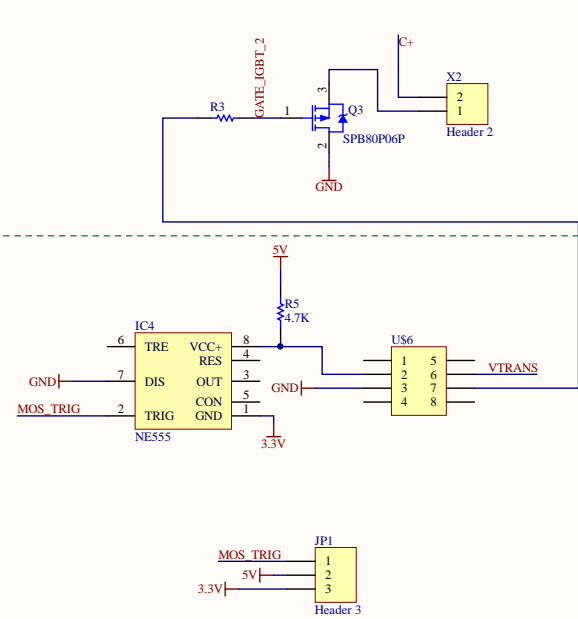 C+
GATE_IGBT_2
X2
R3
3
Q3
2
1
1
SPB80P06P
Header 2
2
GND
5V
R5
4.7K
IC4
U$6
6 TRE VCC+ 8
RES 4
1 5
2 6 VTRANS
GND 7 DIS OUT 3
GND 3 7
CON 5
4 8
MOS_TRIG 2 TRIG GND 1
NE555
3.3V
JP1
MOS_TRIG 1
5V 2
3.3V 3
Header 3